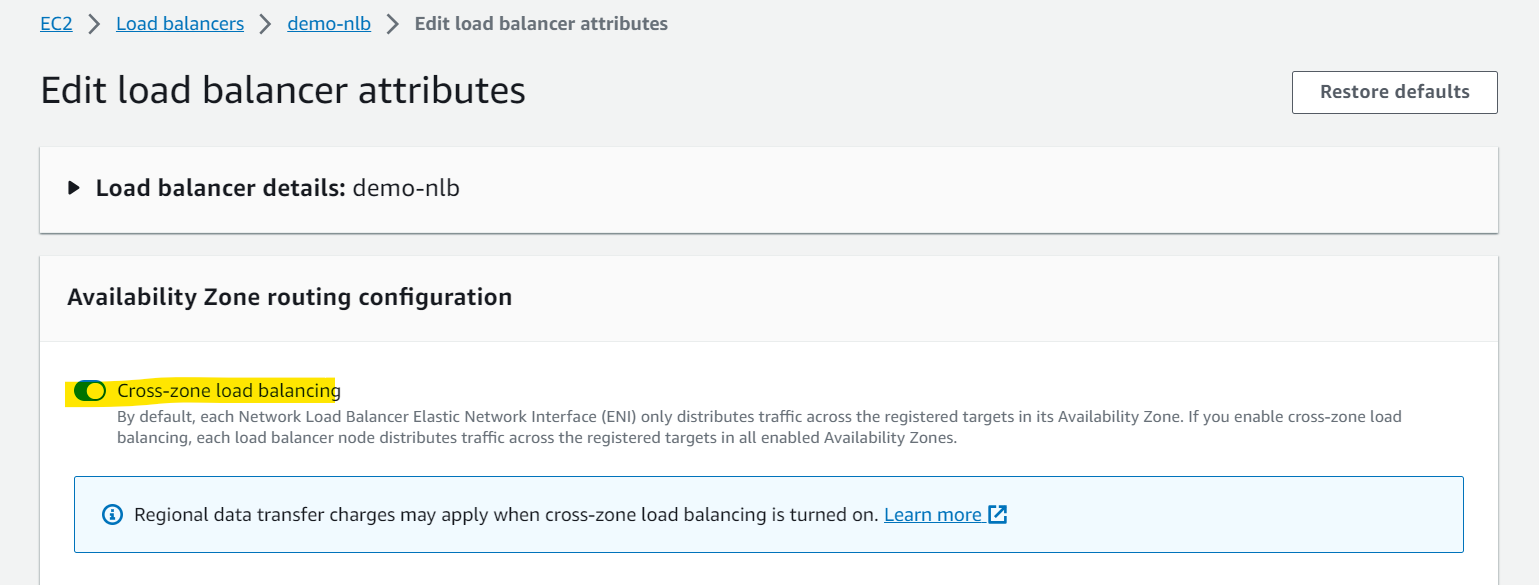 EC2 > Load balancers > demo-nlb > Edit load balancer attributes
Edit load balancer attributes
Restore defaults
Load balancer details: demo-nlb
Availability Zone routing configuration
Cross-zone load balancing
By default, each Network Load Balancer Elastic Network Interface (ENI) only distributes traffic across the registered targets in its Availability Zone. If you enable cross-zone load
balancing, each load balancer node distributes traffic across the registered targets in all enabled Availability Zones.
Regional data transfer charges may apply when cross-zone load balancing is turned on. Learn more